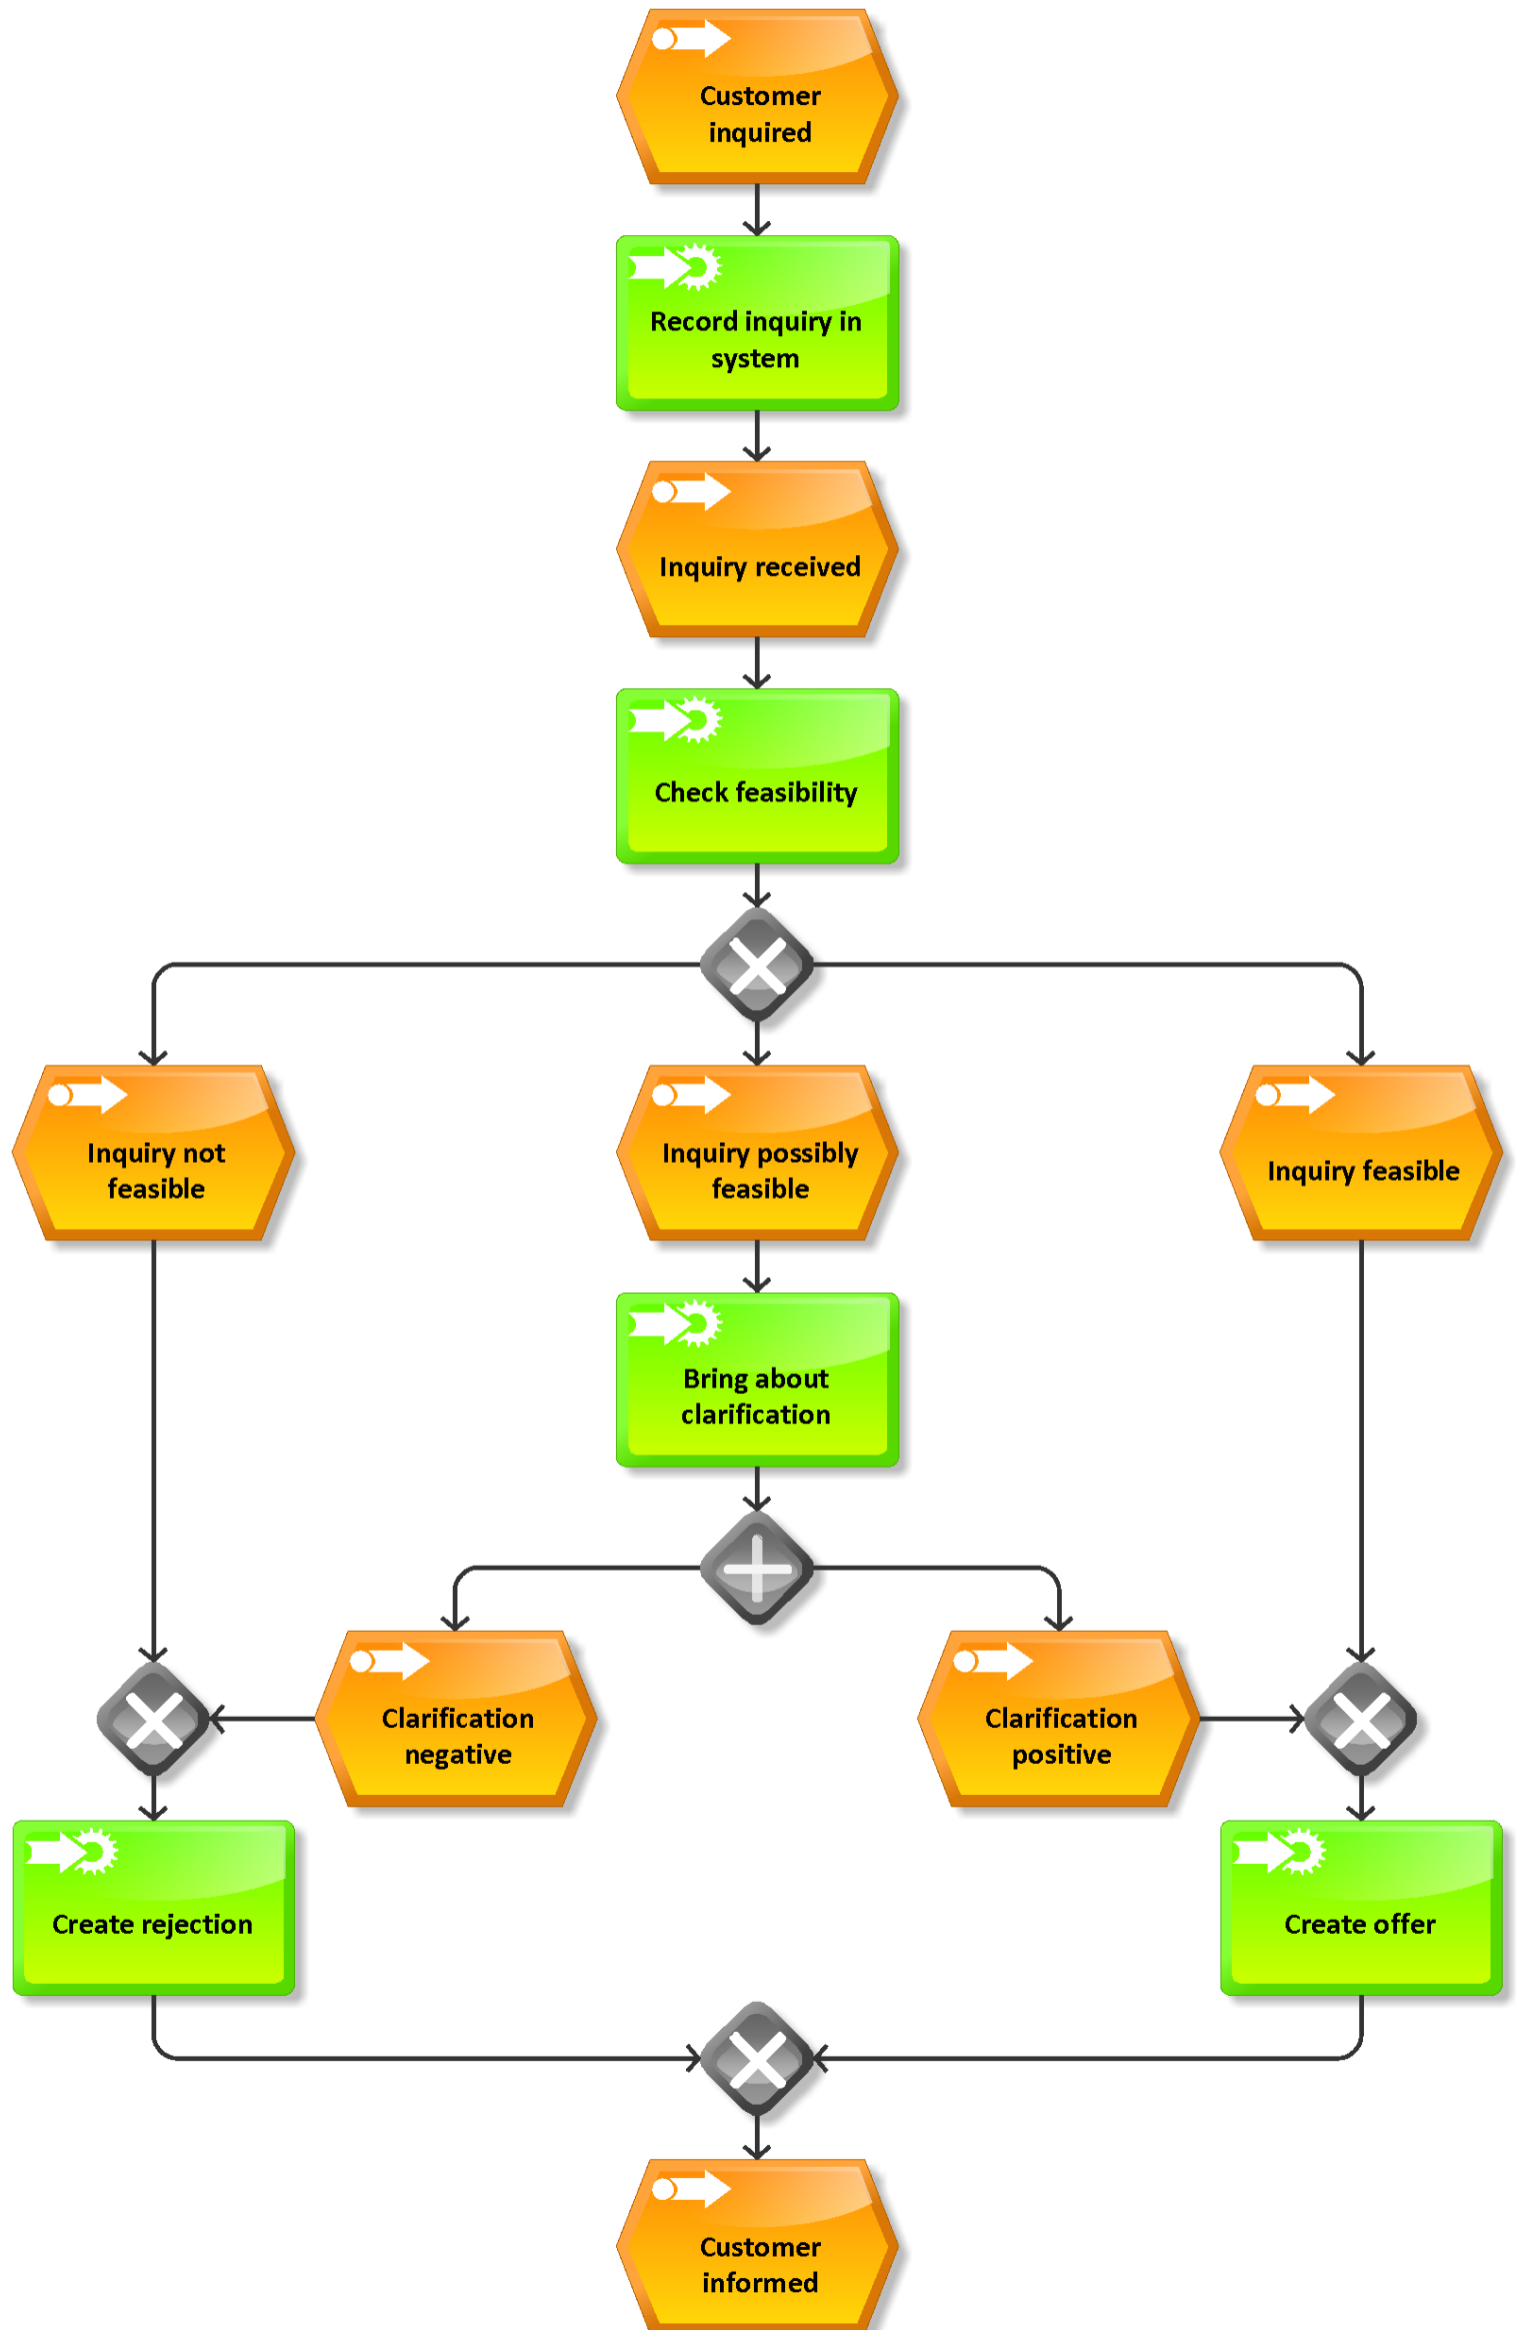 Customer
inquired
Record inquiry in
system
Inquiry received
Check feasibility
Inquiry not
feasible
Inquiry possibly
feasible
Inquiry feasible
Bring about
clarification
Clarification
negative
Clarification
positive
Create rejection
Create offer
Customer
informed